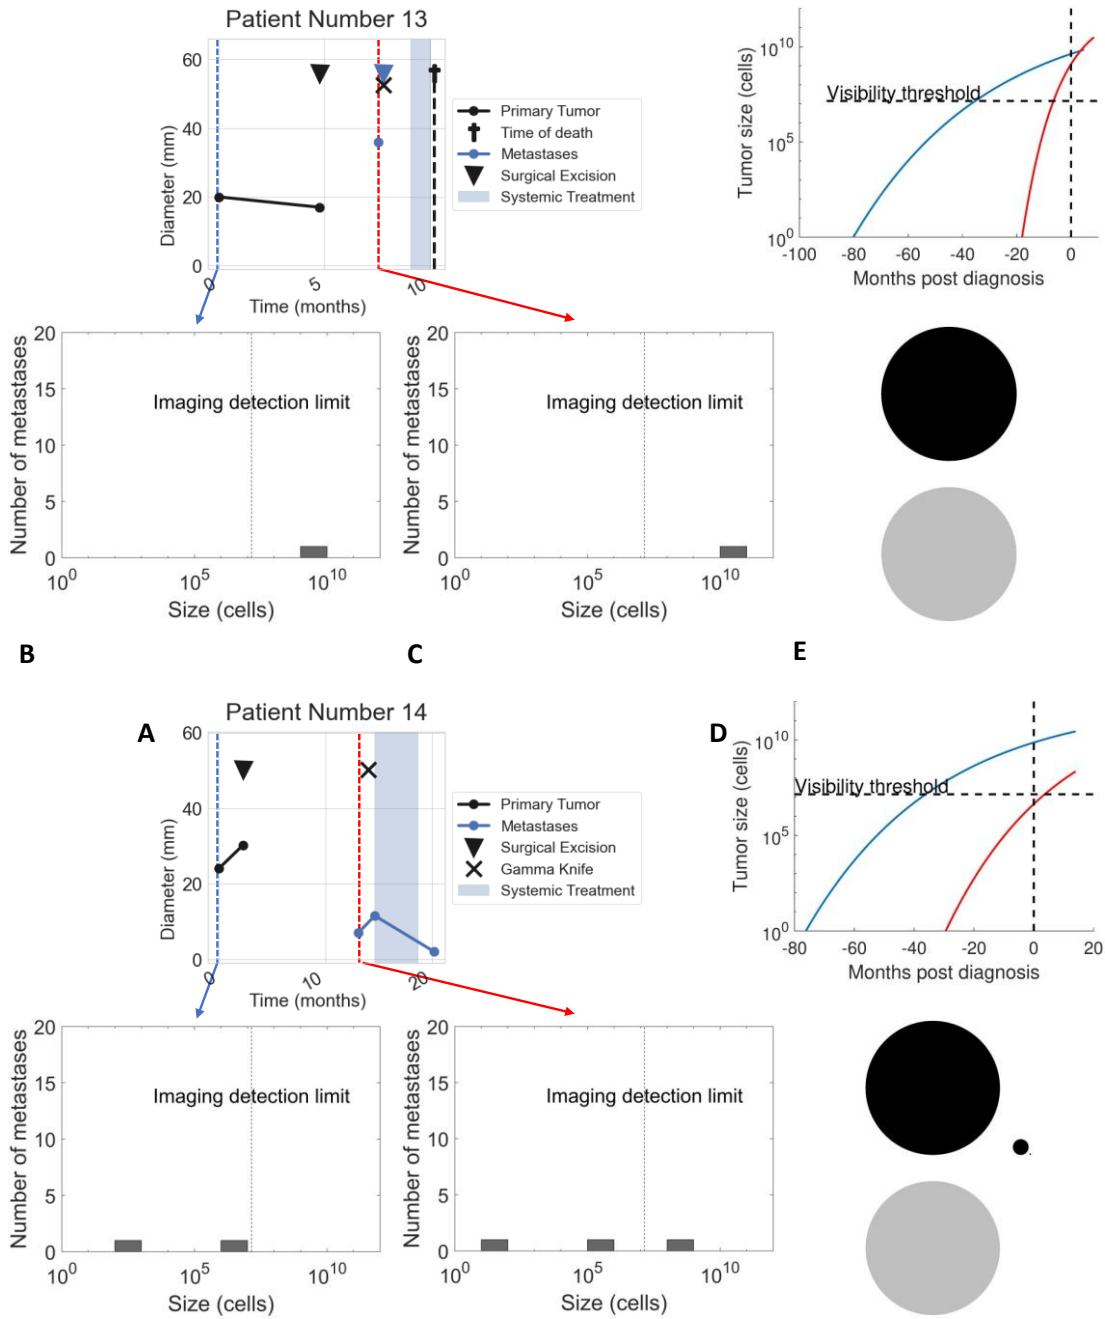 Patient Number 13
60
40
20
0
Diameter (mm)
0
5
10
Time (months)
Primary Tumor
Time of death
Metastases
Surgical Excision
Systemic Treatment
10^10
10^5
10^0
Tumor size (cells)
Visibility threshold
-100 -80 -60 -40 -20 0
Months post diagnosis
20
15
10
5
0
Number of metastases
Imaging detection limit
10^0 10^5 10^10
Size (cells)
20
15
10
5
0
Number of metastases
Imaging detection limit
10^0 10^5 10^10
Size (cells)
B C E
Patient Number 14
A D
60
40
20
0
Diameter (mm)
0
10
20
Time (months)
Primary Tumor
Metastases
Surgical Excision
Gamma Knife
Systemic Treatment
10^10
10^5
10^0
Tumor size (cells)
Visibility threshold
-80 -60 -40 -20 0 20
Months post diagnosis
20
15
10
5
0
Number of metastases
Imaging detection limit
10^0 10^5 10^10
Size (cells)
20
15
10
5
0
Number of metastases
Imaging detection limit
10^0 10^5 10^10
Size (cells)